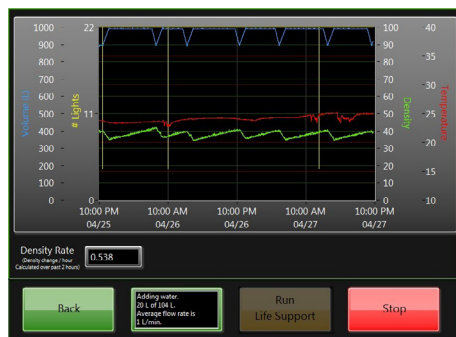 1000
900
800
700
600
500
400
300
200
100
0
Volume (L)
22
11
0
# Lights
100
90
80
70
60
50
40
30
20
10
0
Density
40
35
30
25
20
15
10
Temperature
10:00 PM 10:00 AM 10:00 PM 10:00 AM 10:00 PM
04/25 04/26 04/26 04/27 04/27
Density Rate
(Density change / hour
Calculated over past 2 hours)
0.538
Back
Adding water.
20 L of 104 L.
Average flow rate is
1 L/min.
Run
Life Support
Stop